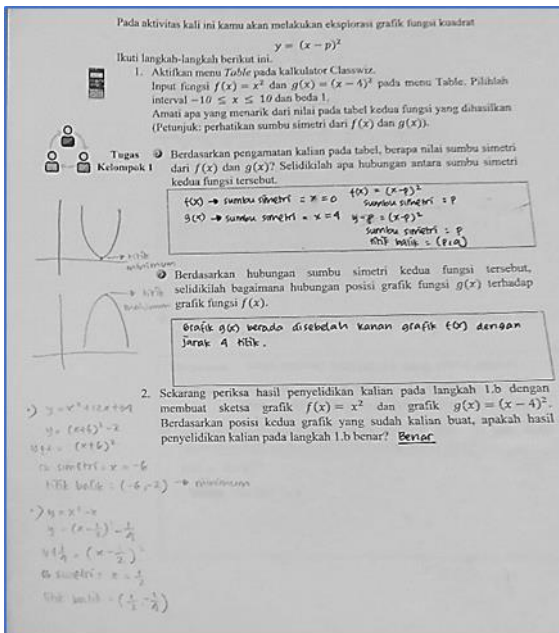 Pada aktivitas kali ini kamu akan melakukan eksplorasi grafik fungsi kuadrat
y = (x − p)²
Ikuti langkah-langkah berikut ini.
1. Aktifkan menu Table pada kalkulator Classwiz.
Input fungsi f(x) = x² dan g(x) = (x − 4)² pada menu Table. Pilihlah
interval −10 ≤ x ≤ 10 dan beda 1.
Amati apa yang menarik dari nilai pada tabel kedua fungsi yang dihasilkan
(Petunjuk: perhatikan sumbu simetri dari f(x) dan g(x)).
Tugas
Kelompok 1
Berdasarkan pengamatan kalian pada tabel, berapa nilai sumbu simetri
dari f(x) dan g(x)? Selidikilah apa hubungan antara sumbu simetri
kedua fungsi tersebut.
f(x) → sumbu simetri = x = 0
g(x) → sumbu simetri = x = 4
f(x) = (x-p)²
sumbu simetri = p
y-q = (x-p)²
sumbu simetri = p
titik balik = (p,q)
titik
minimum
titik
maksimum
Berdasarkan hubungan sumbu simetri kedua fungsi tersebut,
selidikilah bagaimana hubungan posisi grafik fungsi g(x) terhadap
grafik fungsi f(x).
Grafik g(x) berada disebelah kanan grafik f(x) dengan
jarak 4 titik.
2. Sekarang periksa hasil penyelidikan kalian pada langkah 1.b dengan
membuat sketsa grafik f(x) = x² dan grafik g(x) = (x − 4)².
Berdasarkan posisi kedua grafik yang sudah kalian buat, apakah hasil
penyelidikan kalian pada langkah 1.b benar? Benar
y = (x+6)² - 2
y+2 = (x+6)²
simetri = x = -6
titik balik = (-6,-2) → minimum
y = x² - x
y = (x-1/2)² - 1/4
y+1/4 = (x-1/2)²
simetri = x = 1/2
titik balik = (1/2, -1/4)